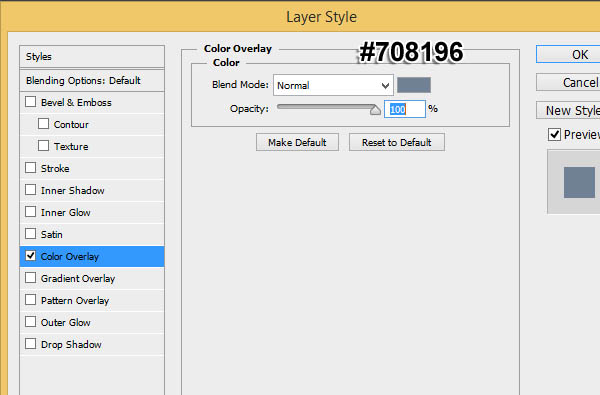 Layer Style
Styles
Blending Options: Default
Bevel & Emboss
Contour
Texture
Stroke
Inner Shadow
Inner Glow
Satin
Color Overlay
Gradient Overlay
Pattern Overlay
Outer Glow
Drop Shadow
Color Overlay
#708196
Color
Blend Mode: Normal
Opacity: 100 %
Make Default Reset to Default
OK
Cancel
New Style
Preview